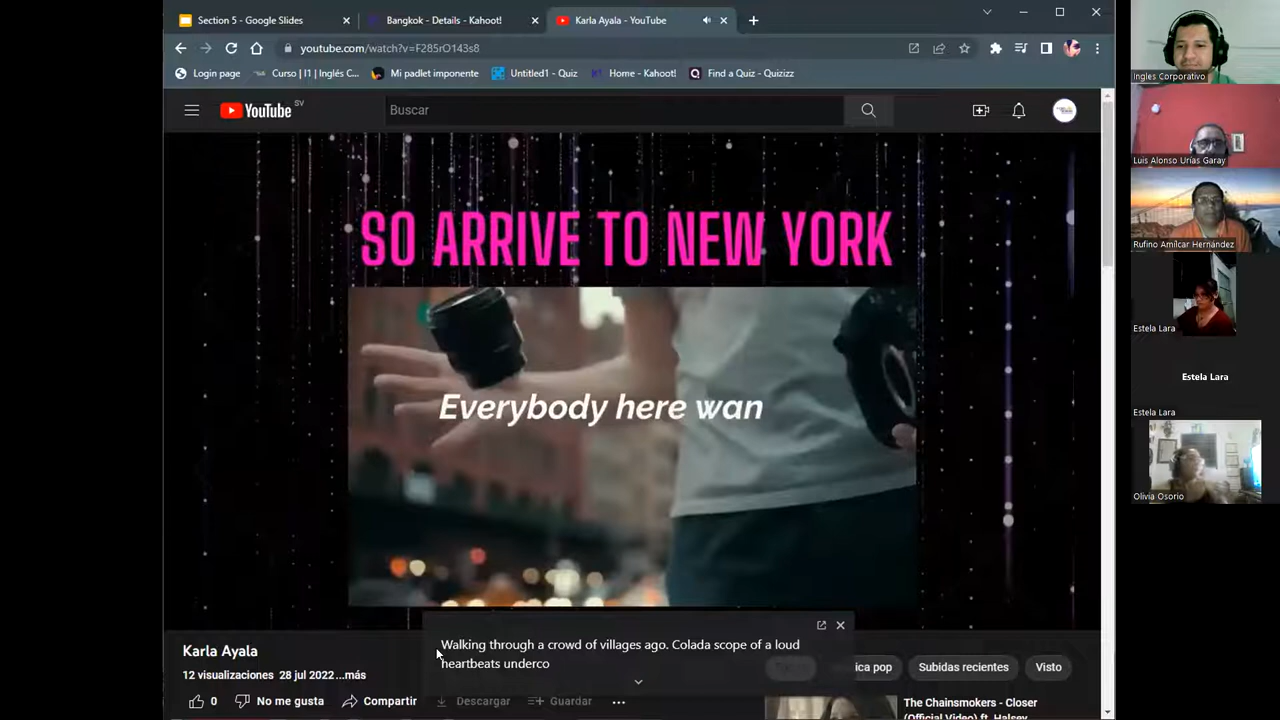 Section 5 - Google Slides
Bangkok - Details - Kahoot!
Karla Ayala - YouTube
youtube.com/watch?v=F285rO143s8
Login page
Curso | I1 | Inglés C...
Mi padlet imponente
Untitled1 - Quiz
Home - Kahoot!
Find a Quiz - Quizizz
YouTube SV
Buscar
SO ARRIVE TO NEW YORK
Everybody here wan
Walking through a crowd of villages ago. Colada scope of a loud
heartbeats underco
Karla Ayala
12 visualizaciones 28 jul 2022 ...más
0
No me gusta
Compartir
Descargar
Guardar
ica pop
Subidas recientes
Visto
The Chainsmokers - Closer
(Official Video) ft. Halsey
Ingles Corporativo
Luis Alonso Urías Garay
Rufino Amílcar Hernández
Estela Lara
Estela Lara
Estela Lara
Olivia Osorio